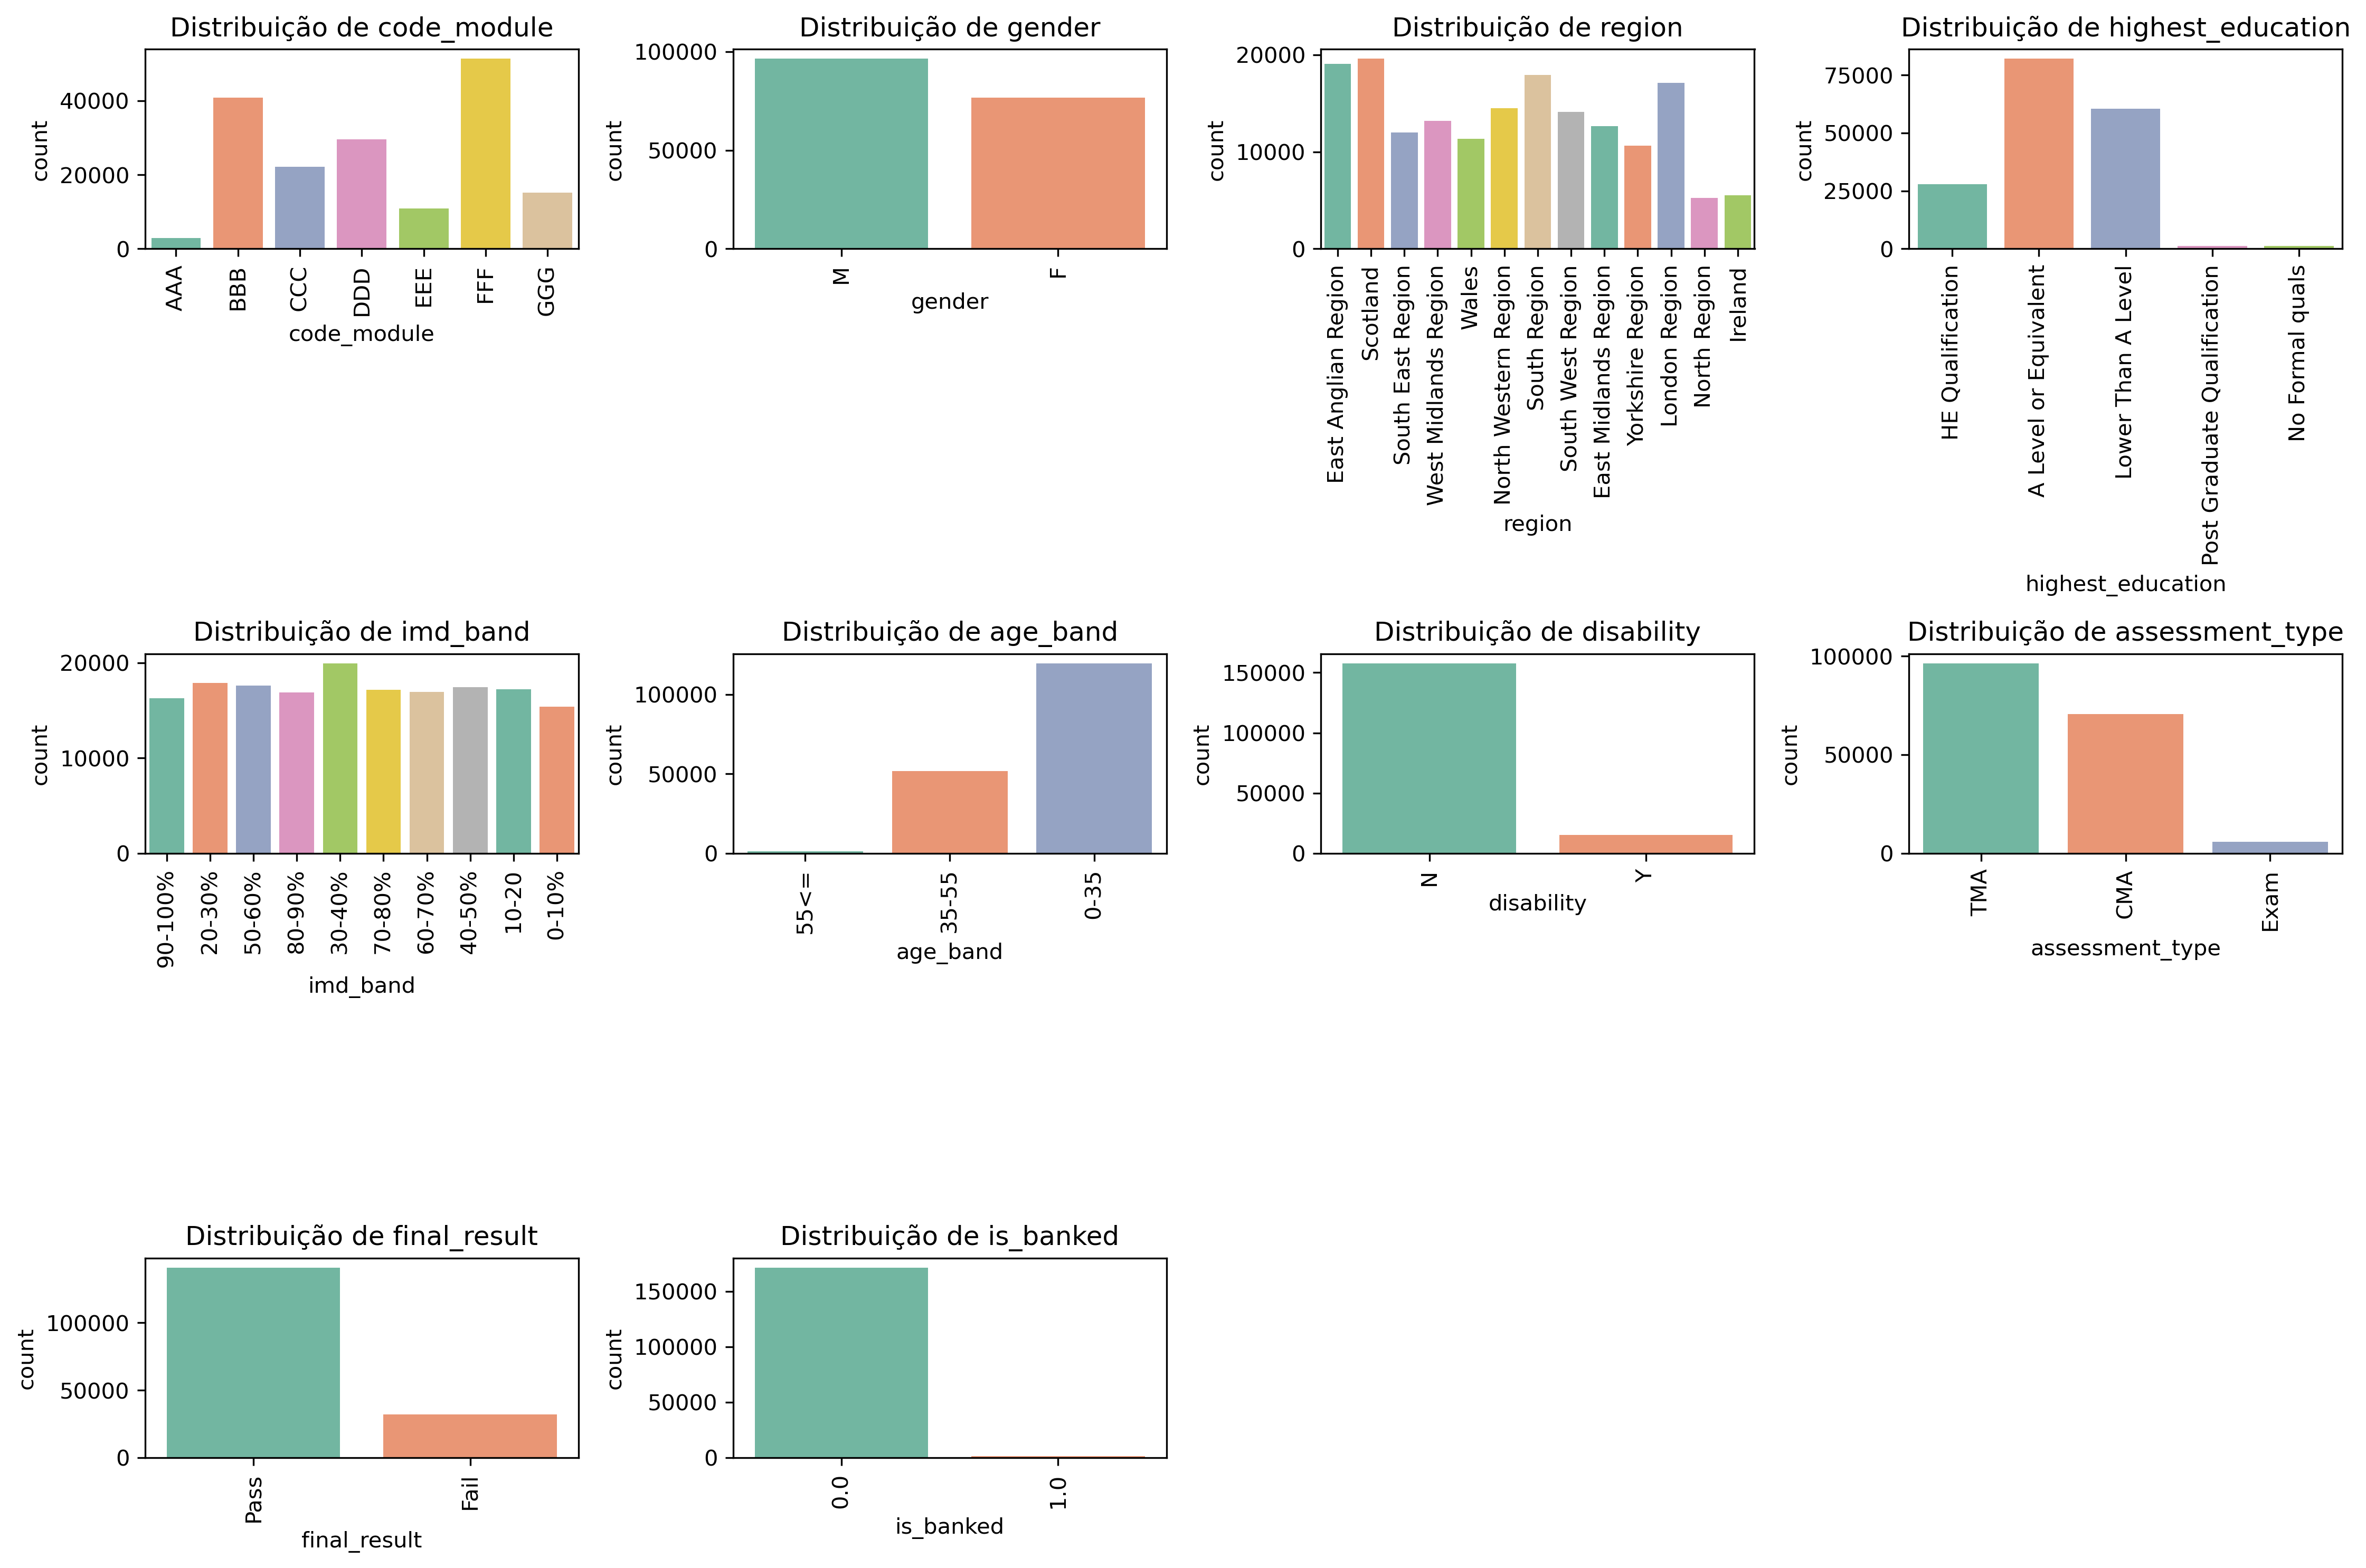 Distribuição de code_module
count
40000
20000
0
AAA
BBB
CCC
DDD
EEE
FFF
GGG
code_module
Distribuição de gender
count
100000
50000
0
M
F
gender
Distribuição de region
count
20000
10000
0
East Anglian Region
Scotland
South East Region
West Midlands Region
Wales
North Western Region
South Region
South West Region
East Midlands Region
Yorkshire Region
London Region
North Region
Ireland
region
Distribuição de highest_education
count
75000
50000
25000
0
HE Qualification
A Level or Equivalent
Lower Than A Level
Post Graduate Qualification
No Formal quals
highest_education
Distribuição de imd_band
count
20000
10000
0
90-100%
20-30%
50-60%
80-90%
30-40%
70-80%
60-70%
40-50%
10-20
0-10%
imd_band
Distribuição de age_band
count
100000
50000
0
55<=
35-55
0-35
age_band
Distribuição de disability
count
150000
100000
50000
0
N
Y
disability
Distribuição de assessment_type
count
100000
50000
0
TMA
CMA
Exam
assessment_type
Distribuição de final_result
count
100000
50000
0
Pass
Fail
final_result
Distribuição de is_banked
count
150000
100000
50000
0
0.0
1.0
is_banked